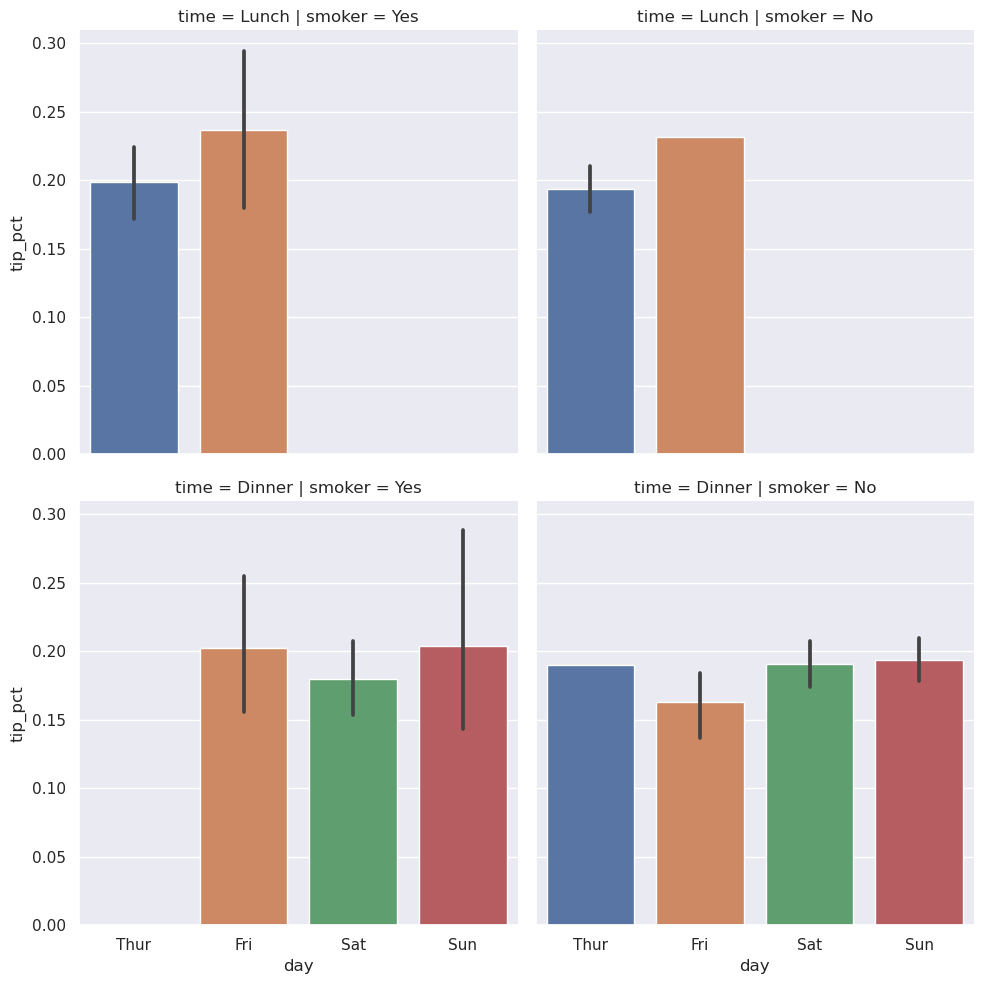 time = Lunch | smoker = Yes
time = Lunch | smoker = No
0.30
0.25
0.20
0.15
0.10
0.05
0.00
tip_pct
time = Dinner | smoker = Yes
time = Dinner | smoker = No
0.30
0.25
0.20
0.15
0.10
0.05
0.00
tip_pct
Thur Fri Sat Sun
day
Thur Fri Sat Sun
day